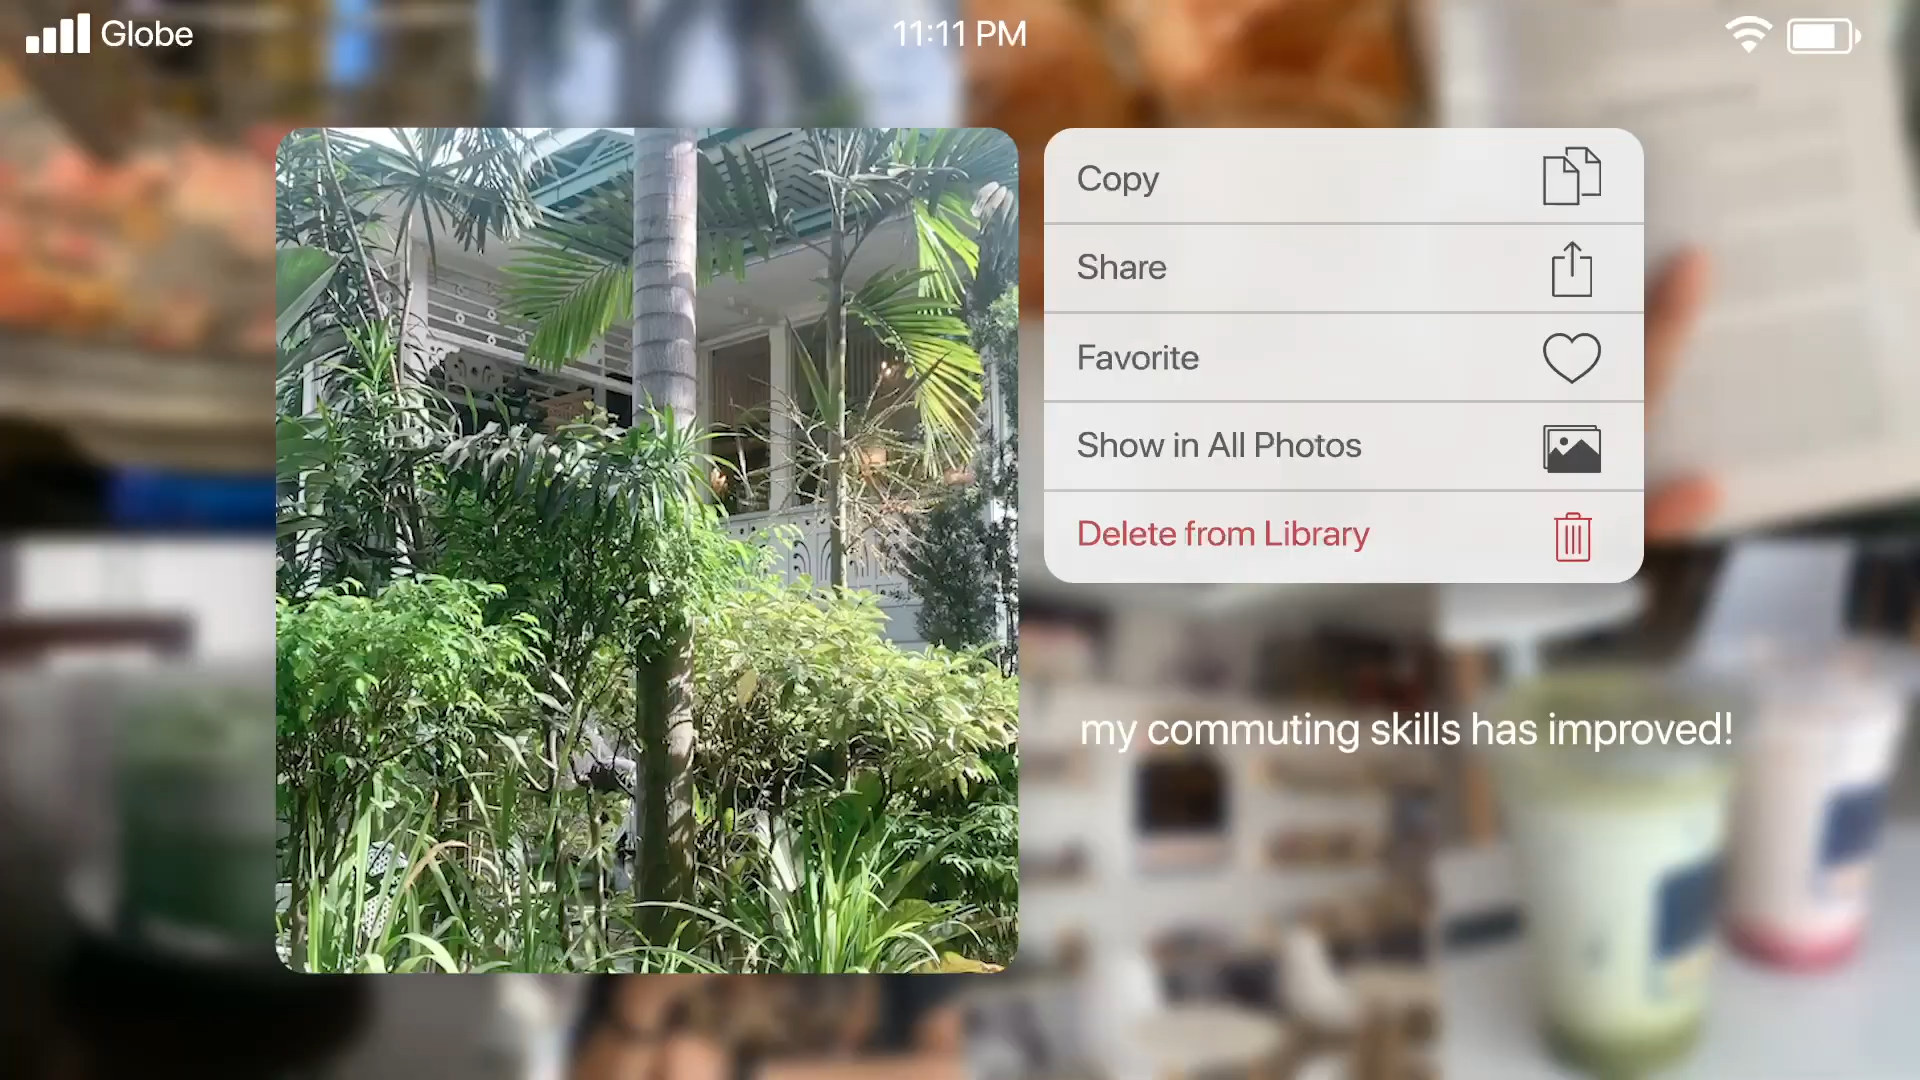 Globe
11:11 PM
Copy
Share
Favorite
Show in All Photos
Delete from Library
my commuting skills has improved!